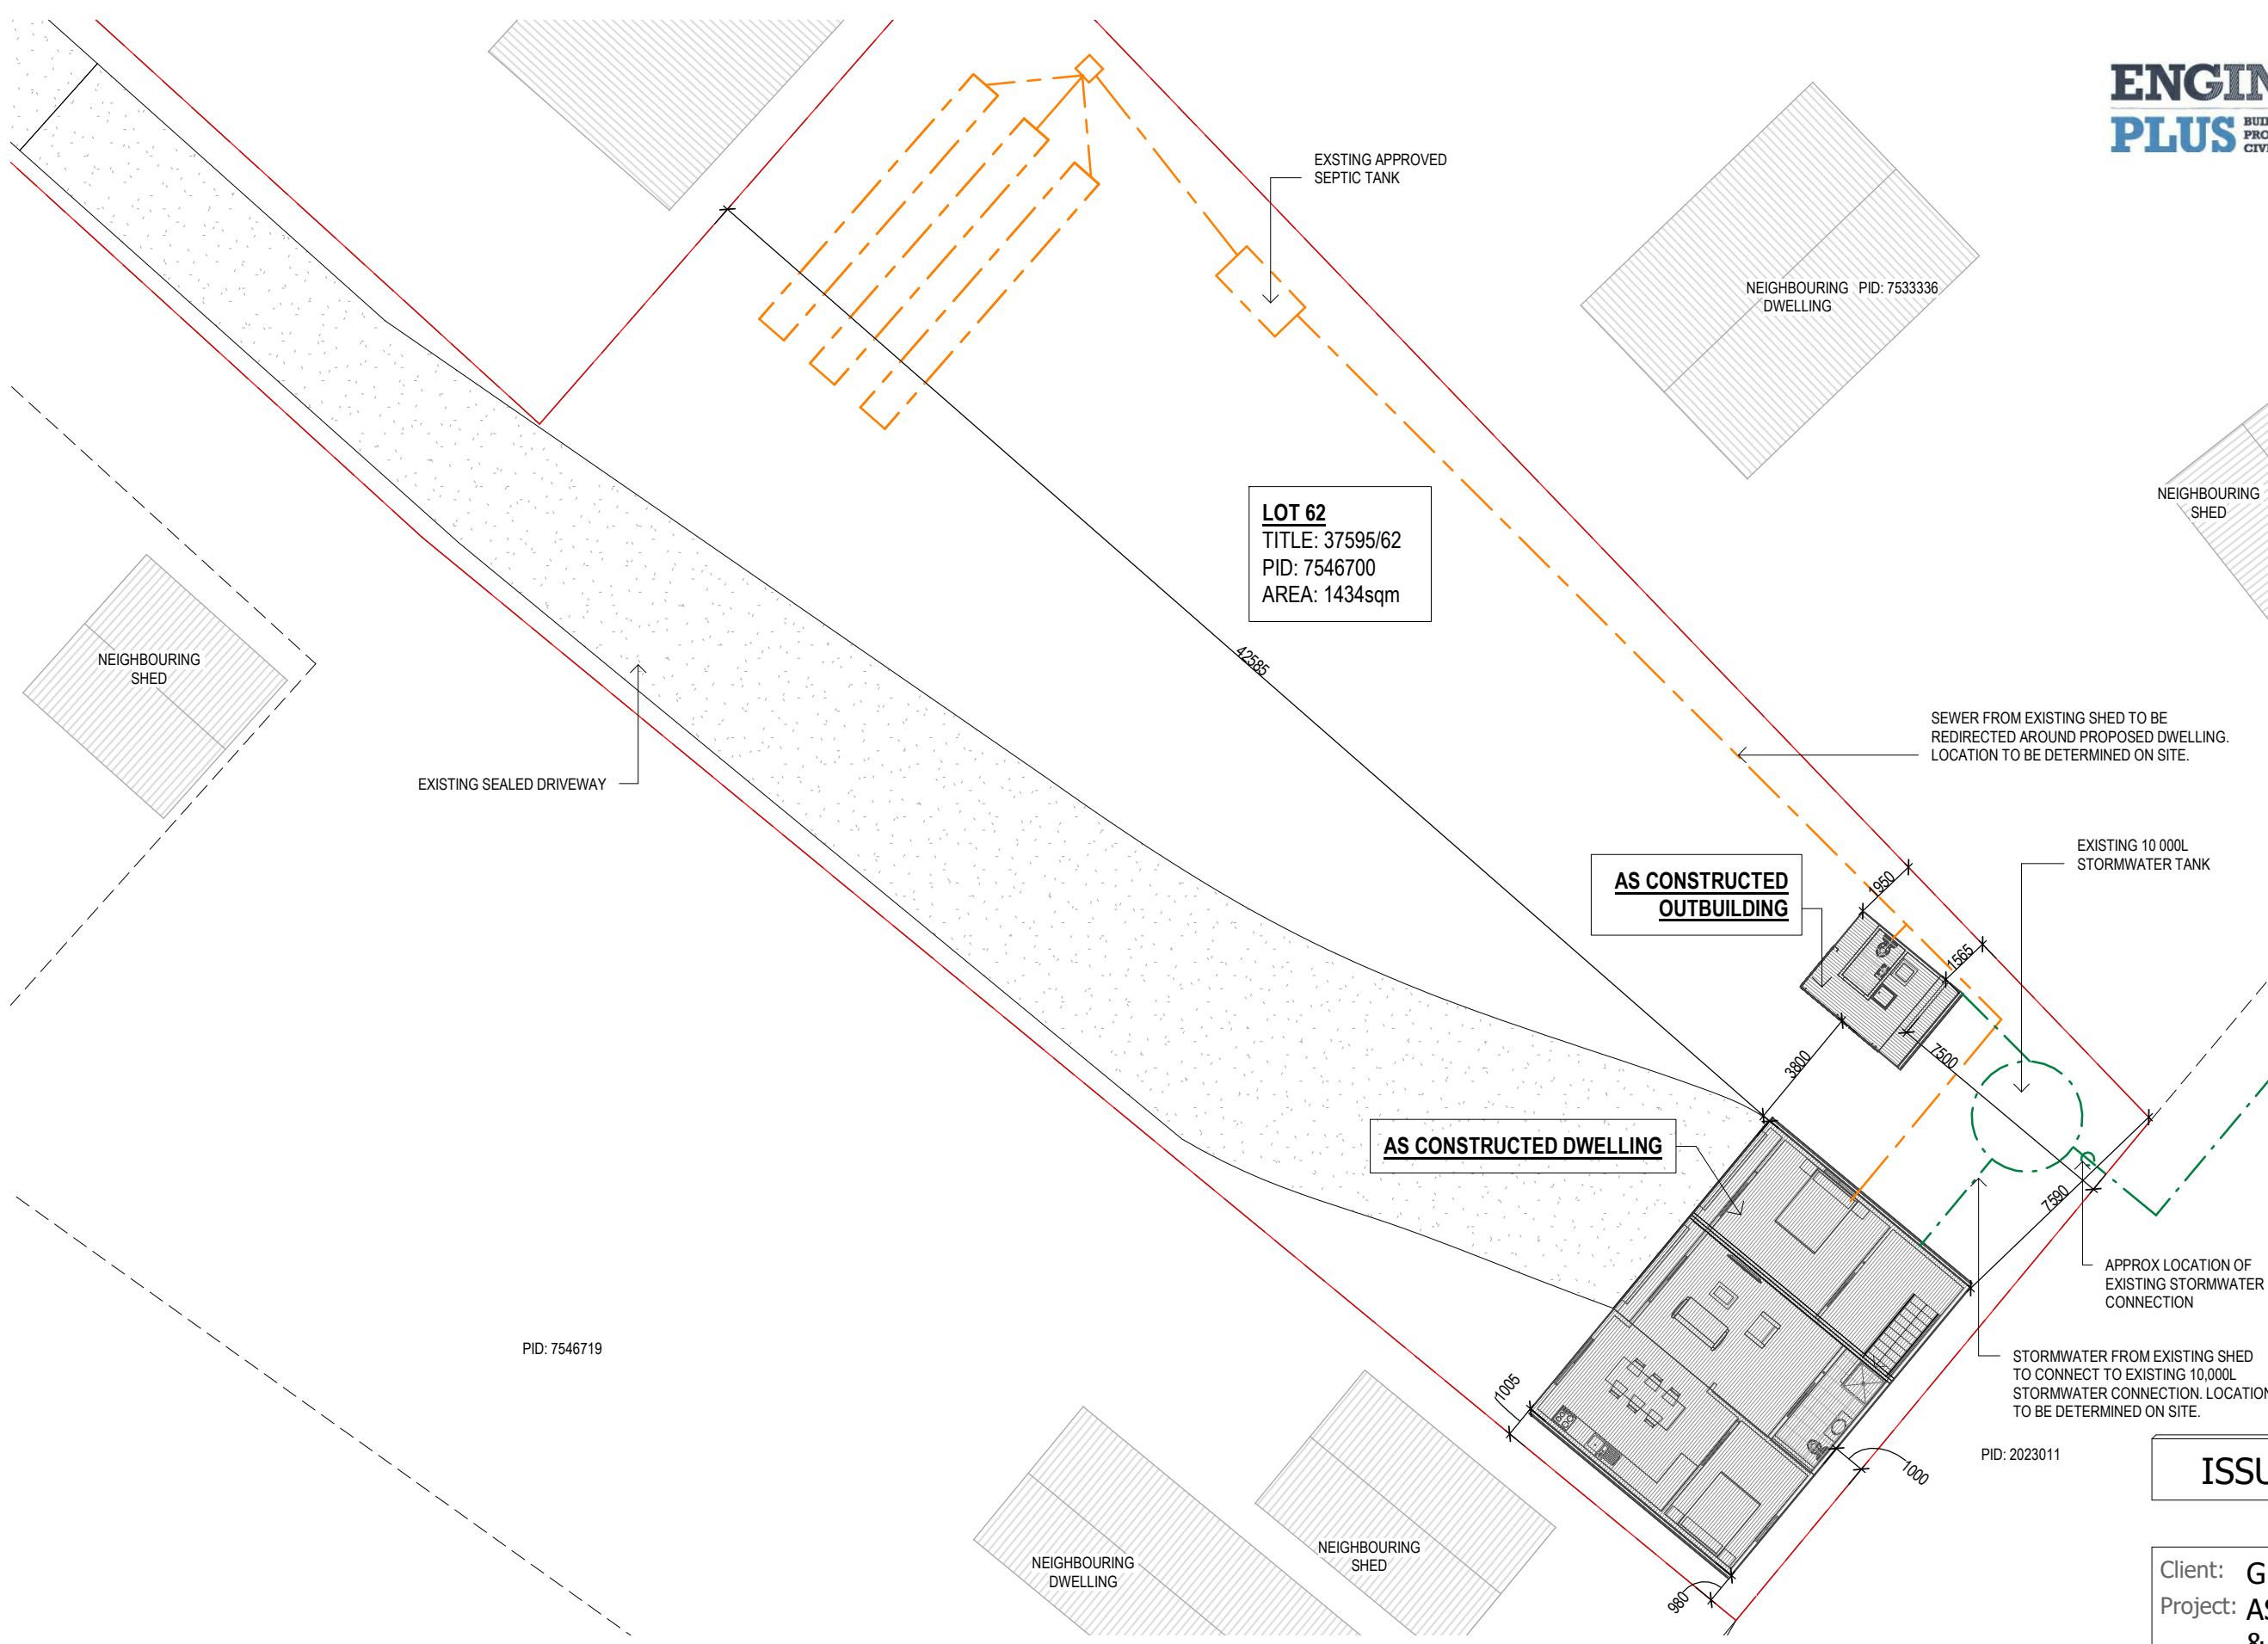 PLUS
EXSTING APPROVED
SEPTIC TANK
NEIGHBOURING PID: 7533336
DWELLING
NEIGHBOURING
SHED
LOT 62
TITLE: 37595/62
PID: 7546700
AREA: 1434sqm
NEIGHBOURING
SHED
42585
SEWER FROM EXISTING SHED TO BE
REDIRECTED AROUND PROPOSED DWELLING.
LOCATION TO BE DETERMINED ON SITE.
EXISTING SEALED DRIVEWAY
EXISTING 10 000L
STORMWATER TANK
AS CONSTRUCTED
OUTBUILDING
1950
1565
7500
3800
AS CONSTRUCTED DWELLING
7590
APPROX LOCATION OF
EXISTING STORMWATER
CONNECTION
PID: 7546719
STORMWATER FROM EXISTING SHED
TO CONNECT TO EXISTING 10,000L
STORMWATER CONNECTION. LOCATION
TO BE DETERMINED ON SITE.
1005
PID: 2023011
1000
NEIGHBOURING
SHED
NEIGHBOURING
DWELLING
980
Client: G
Project:
&